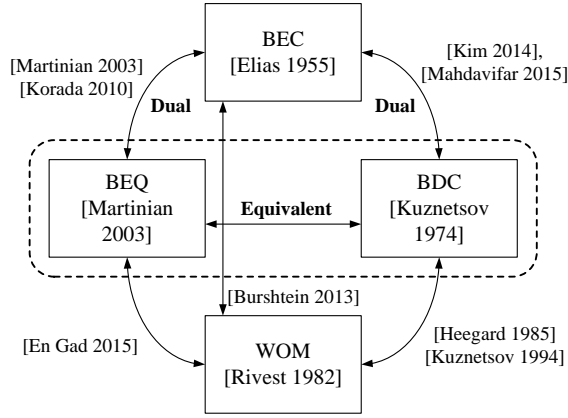 BEC
[Elias 1955]
[Martinian 2003]
[Korada 2010]
Dual
[Kim 2014],
[Mahdavifar 2015]
Dual
BEQ
[Martinian
2003]
Equivalent
BDC
[Kuznetsov
1974]
[Burshtein 2013]
[En Gad 2015]
WOM
[Rivest 1982]
[Heegard 1985]
[Kuznetsov 1994]